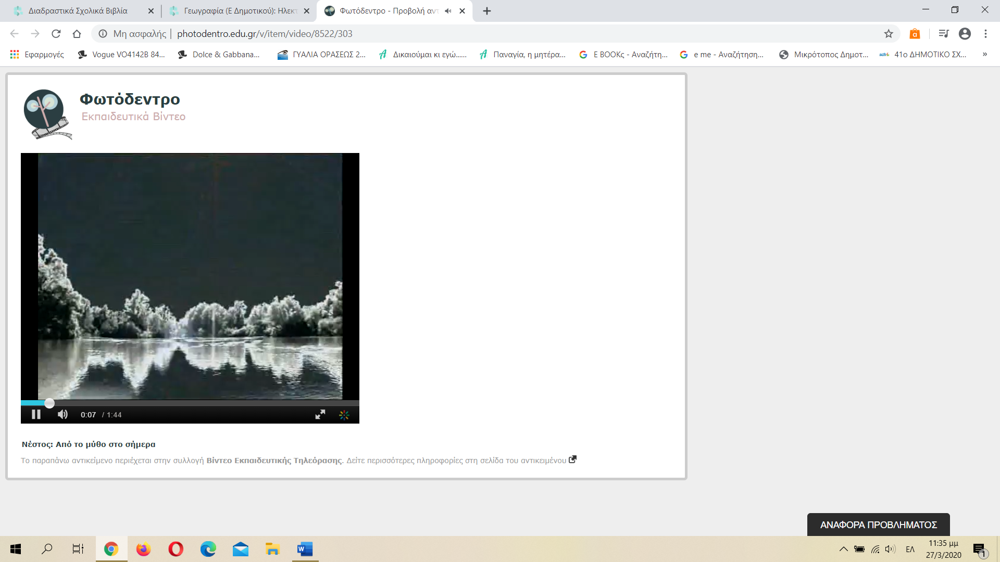 Διαδραστικά Σχολικά Βιβλία
Γεωγραφία (Ε Δημοτικού): Ηλεκτ
Φωτόδεντρο - Προβολή αντ
Μη ασφαλής
photodentro.edu.gr/v/item/video/8522/303
Εφαρμογές
Vogue VO4142B 84...
Dolce & Gabbana...
ΓΥΑΛΙΑ ΟΡΑΣΕΩΣ 2...
Δικαιούμαι κι εγώ......
Παναγία, η μητέρα...
E BOOKς - Αναζήτη...
e me - Αναζήτηση...
Μικρότοπος Δημοτ...
41ο ΔΗΜΟΤΙΚΟ ΣΧ...
»
Φωτόδεντρο
Εκπαιδευτικά Βίντεο
0:07 / 1:44
Νέστος: Από το μύθο στο σήμερα
Το παραπάνω αντικείμενο περιέχεται στην συλλογή Βίντεο Εκπαιδευτικής Τηλεόρασης. Δείτε περισσότερες πληροφορίες στη σελίδα του αντικειμένου
ΑΝΑΦΟΡΑ ΠΡΟΒΛΗΜΑΤΟΣ
ΕΛ
11:35 μμ
27/3/2020
1